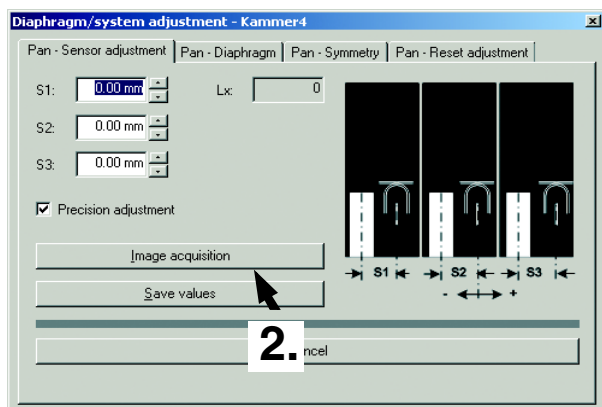 Diaphragm/system adjustment - Kammer4
Pan - Sensor adjustment Pan - Diaphragm Pan - Symmetry Pan - Reset adjustment
S1: 0.00 mm Lx: 0
S2: 0.00 mm
S3: 0.00 mm
Precision adjustment
Image acquisition
S1 S2 S3
Save values
- +
2.
ncel